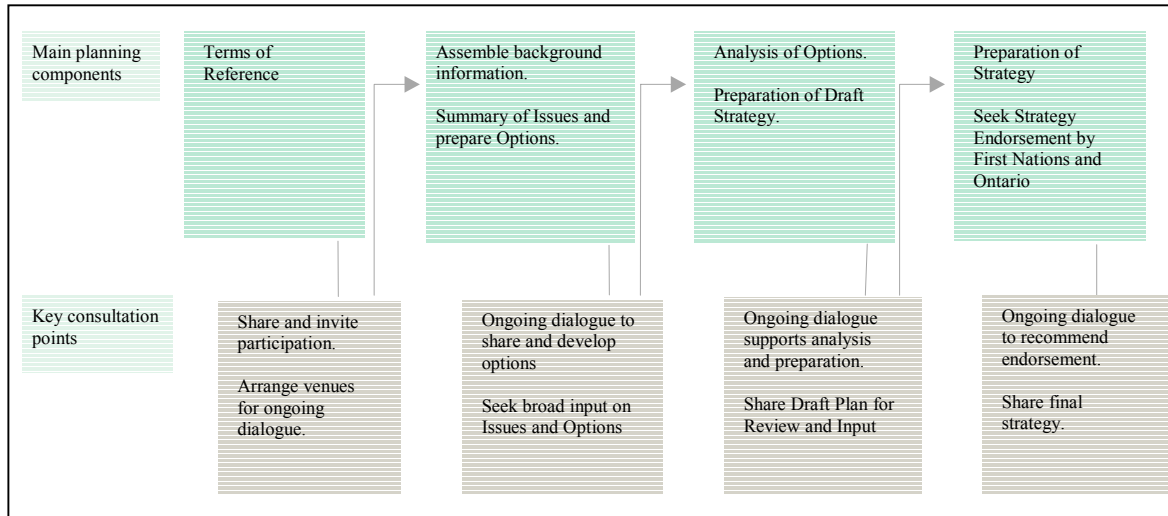 Main planning
components
Terms of
Reference
Assemble background
information.
Summary of Issues and
prepare Options.
Analysis of Options.
Preparation of Draft
Strategy.
Preparation of
Strategy
Seek Strategy
Endorsement by
First Nations and
Ontario
Key consultation
points
Share and invite
participation.
Arrange venues
for ongoing
dialogue.
Ongoing dialogue to
share and develop
options
Seek broad input on
Issues and Options
Ongoing dialogue
supports analysis
and preparation.
Share Draft Plan for
Review and Input
Ongoing dialogue
to recommend
endorsement.
Share final
strategy.